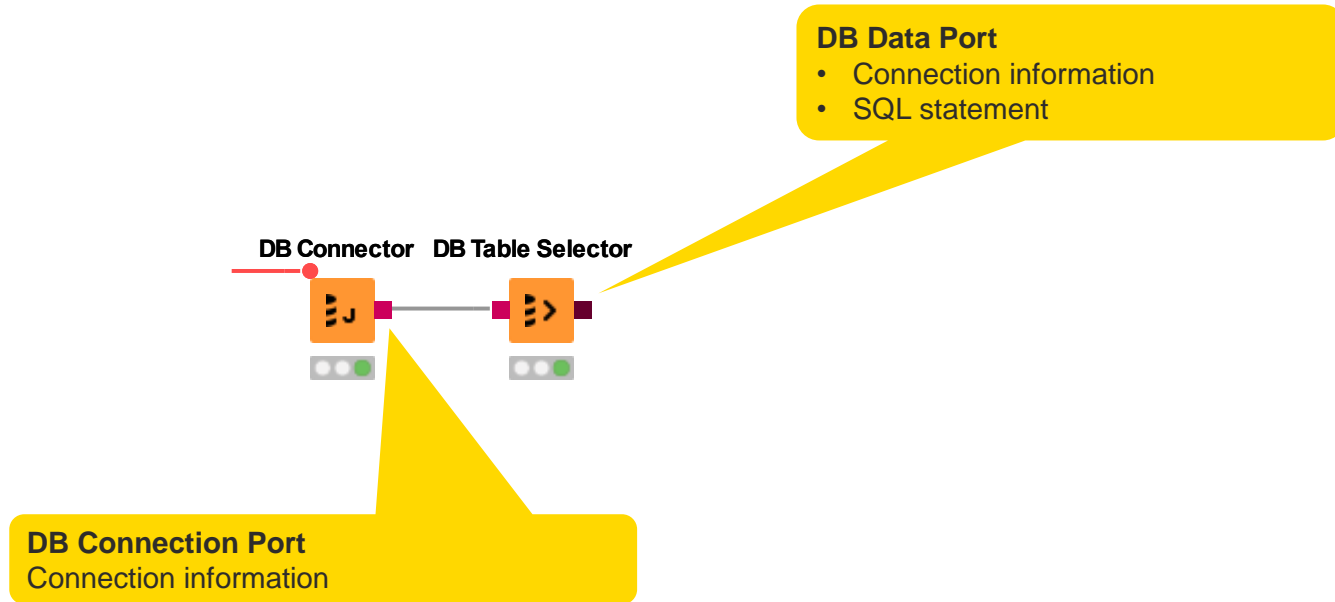 DB Data Port
• Connection information
• SQL statement
DB Connector DB Table Selector
DB Connection Port
Connection information